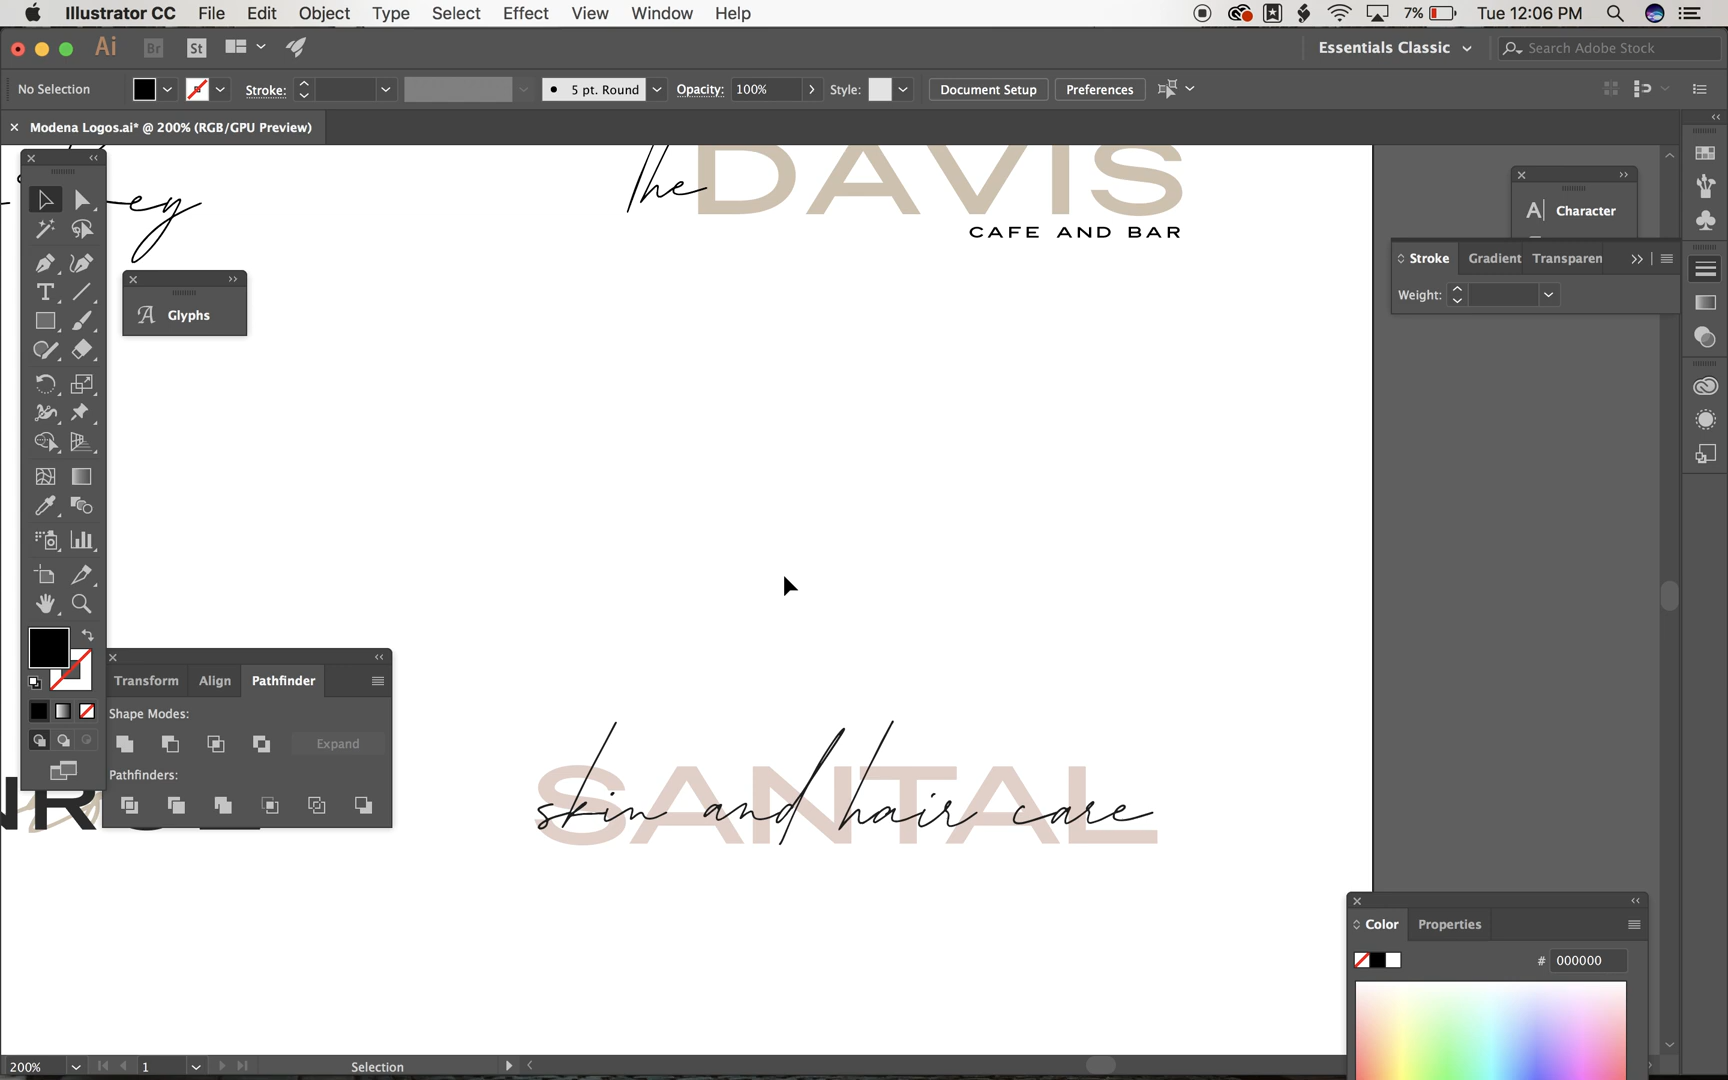 Illustrator CC File Edit Object Type Select Effect View Window Help 7% Tue 12:06 PM
Ai Br St Essentials Classic Search Adobe Stock
No Selection Stroke: 5 pt. Round Opacity: 100% Style: Document Setup Preferences
Modena Logos.ai* @ 200% (RGB/GPU Preview)
The DAVIS
CAFE AND BAR
ey
A Character
Stroke Gradient Transparen
Weight:
A Glyphs
Transform Align Pathfinder
Shape Modes:
Expand
Pathfinders:
SANTAL
skin and hair care
Color Properties
# 000000
200% 1 Selection